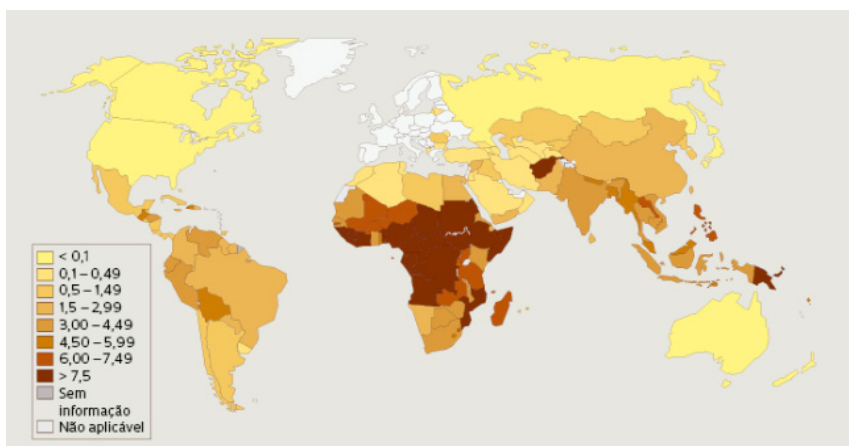 < 0,1
0,1 – 0,49
0,5 – 1,49
1,5 – 2,99
3,00 – 4,49
4,50 – 5,99
6,00 – 7,49
> 7,5
Sem
informação
Não aplicável